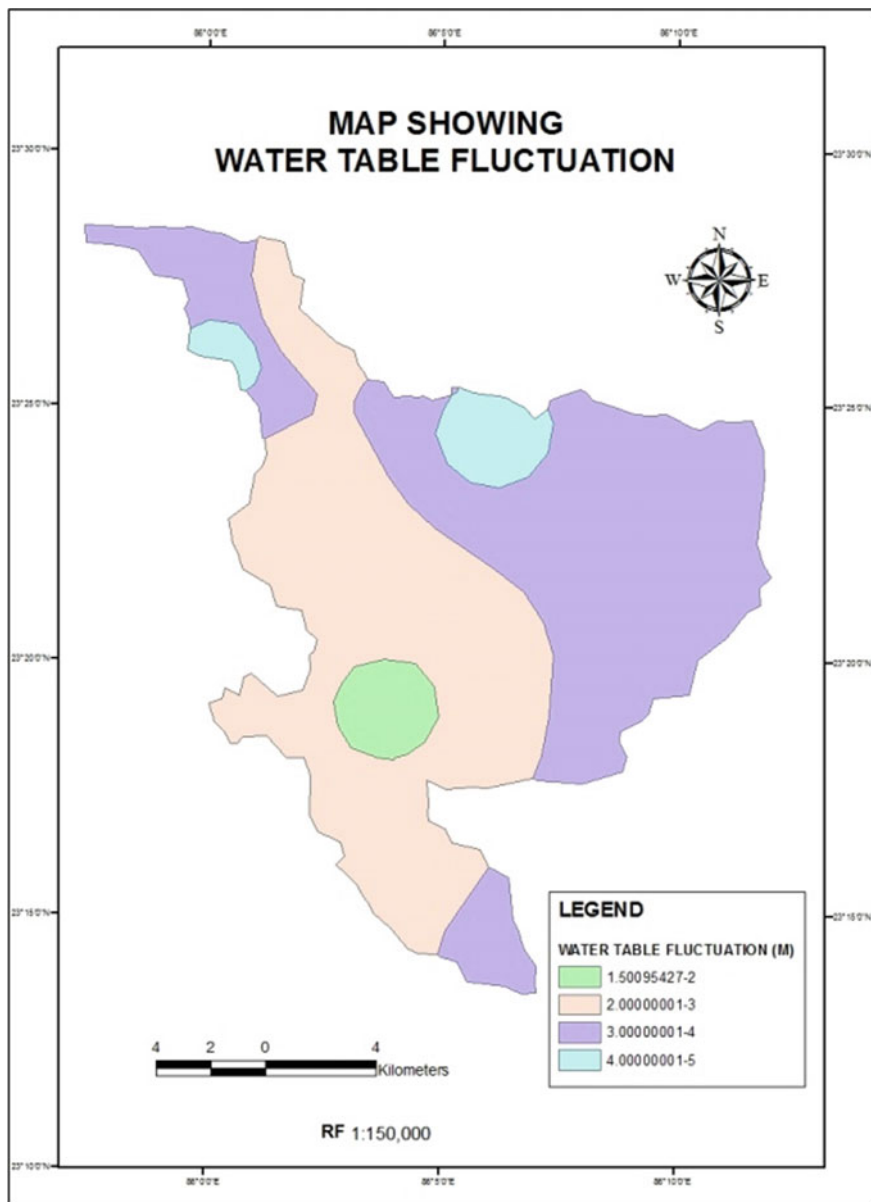 86°0'0"E 86°5'0"E 86°10'0"E
MAP SHOWING
WATER TABLE FLUCTUATION
23°30'0"N 23°30'0"N
N
W E
S
23°25'0"N 23°25'0"N
23°20'0"N 23°20'0"N
23°15'0"N 23°15'0"N
LEGEND
WATER TABLE FLUCTUATION (M)
1.50095427-2
2.00000001-3
3.00000001-4
4.00000001-5
4 2 0 4
Kilometers
RF 1:150,000
23°10'0"N
86°0'0"E 86°5'0"E 86°10'0"E